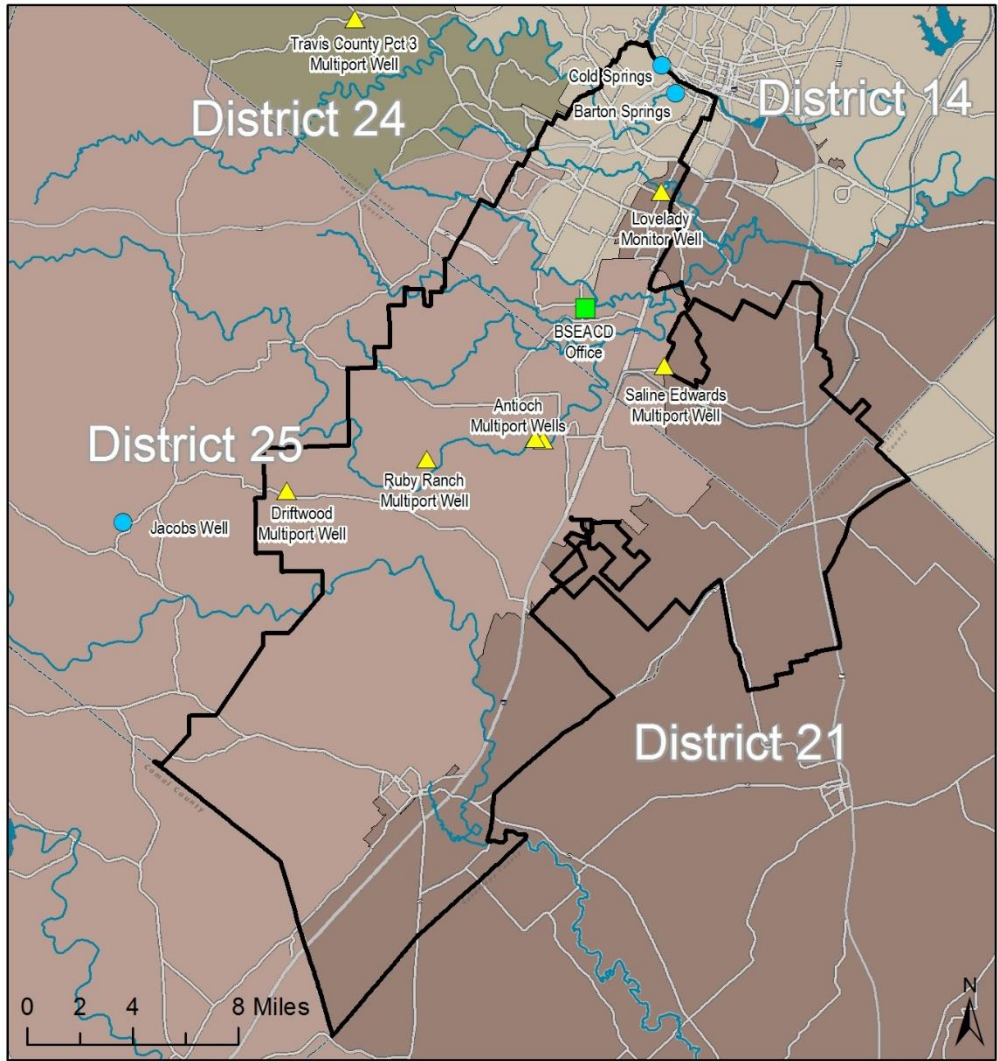 Travis County Pct 3
Multiport Well
Cold Springs
District 24
Barton Springs
District 14
Lovelady
Monitor Well
BSEACD
Office
Saline Edwards
Multiport Well
Antioch
Multiport Wells
District 25
Ruby Ranch
Multiport Well
Driftwood
Multiport Well
Jacobs Well
District 21
Comal County
0 2 4 8 Miles
N